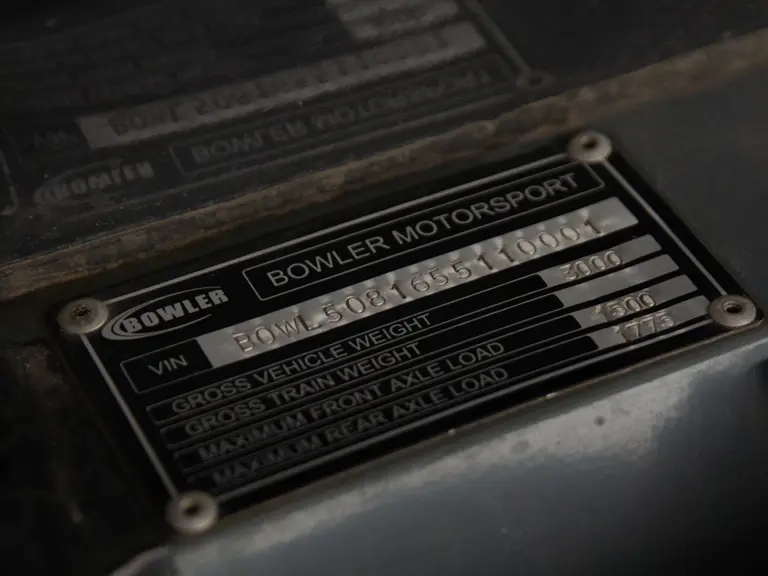 BOWLER
BOWLER MOTORSPORT
VIN BOWL5081655110001
GROSS VEHICLE WEIGHT 3000
GROSS TRAIN WEIGHT
MAXIMUM FRONT AXLE LOAD 1500
MAXIMUM REAR AXLE LOAD 1775